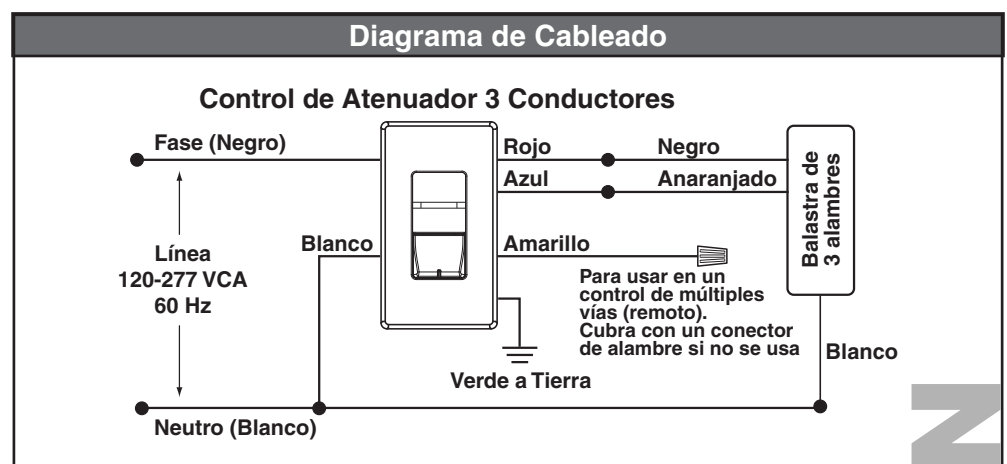 Diagrama de Cableado
Control de Atenuador 3 Conductores
Fase (Negro)
Rojo
Negro
Azul
Anaranjado
Balastra de
3 alambres
Línea
120-277 VCA
60 Hz
Blanco
Amarillo
Para usar en un
control de múltiples
vías (remoto).
Cubra con un conector
de alambre si no se usa
Blanco
Verde a Tierra
Neutro (Blanco)
N